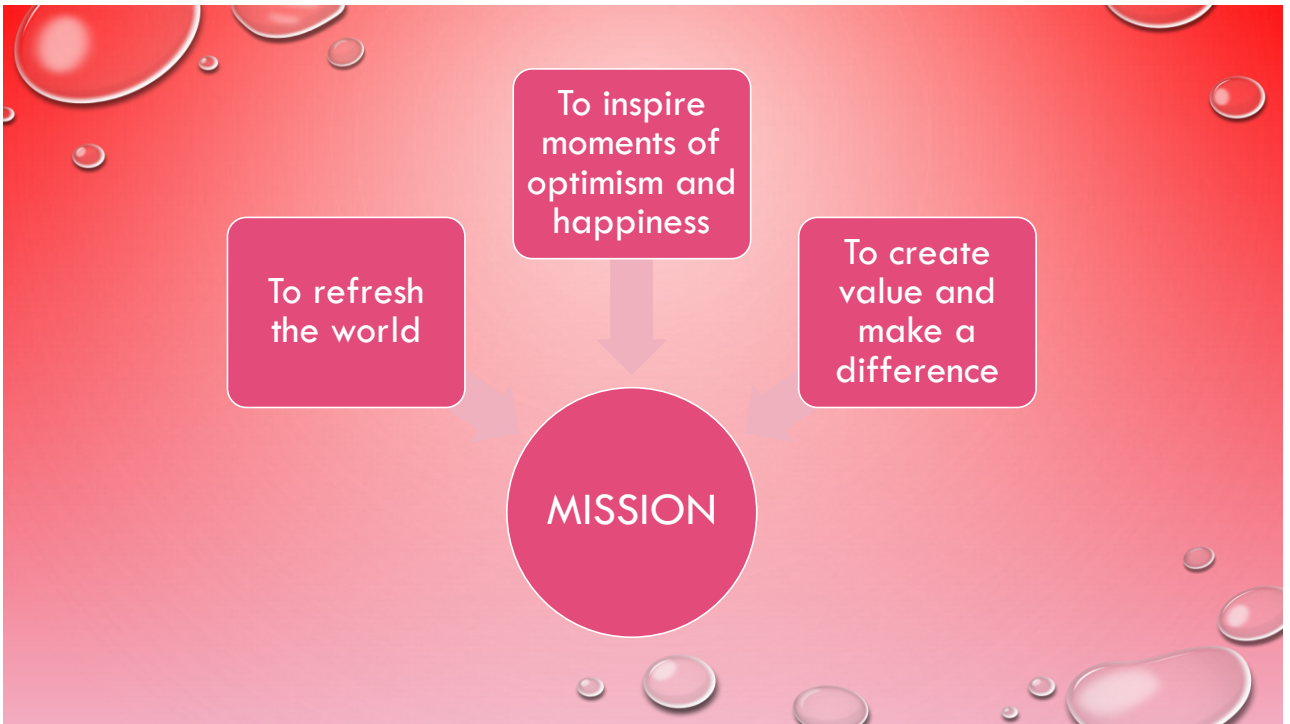 To inspire
moments of
optimism and
happiness
To refresh
the world
To create
value and
make a
difference
MISSION